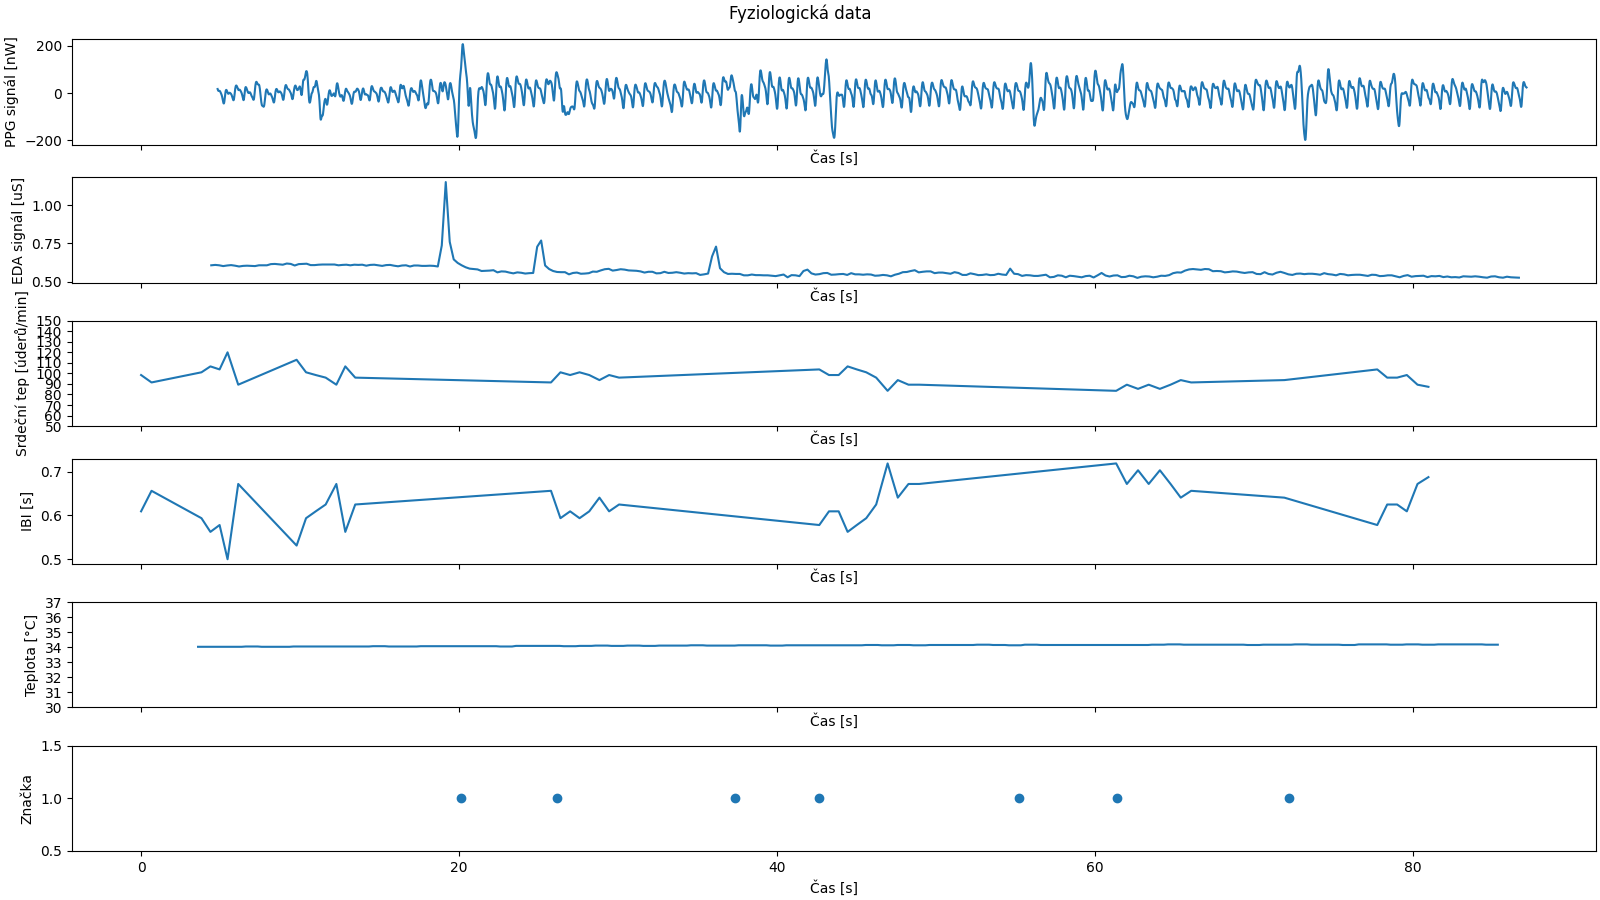 Fyziologická data
PPG signál [nW]
200
0
−200
Čas [s]
EDA signál [uS]
1.00
0.75
0.50
Čas [s]
Srdeční tep [úderů/min]
150
140
130
120
110
100
90
80
70
60
50
Čas [s]
IBI [s]
0.7
0.6
0.5
Čas [s]
Teplota [°C]
37
36
35
34
33
32
31
30
Čas [s]
Značka
1.5
1.0
0.5
0 20 40 60 80
Čas [s]